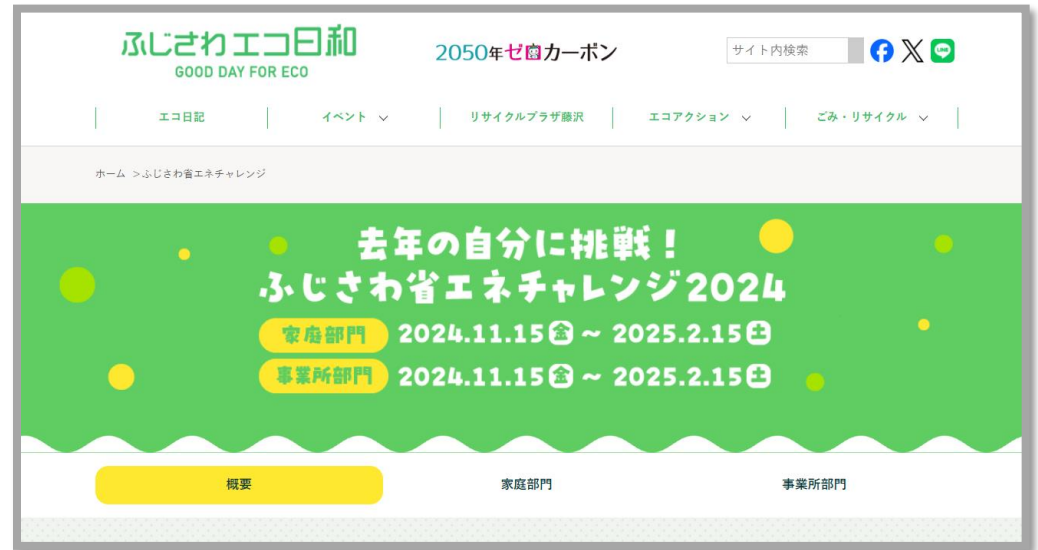 ふじさわエコ日和
GOOD DAY FOR ECO
2050年ゼロカーボン
サイト内検索
LINE
エコ日記
イベント
リサイクルプラザ藤沢
エコアクション
ごみ・リサイクル
ホーム >ふじさわ省エネチャレンジ
去年の自分に挑戦！
ふじさわ省エネチャレンジ2024
家庭部門 2024.11.15金 ~ 2025.2.15土
事業所部門 2024.11.15金 ~ 2025.2.15土
概要
家庭部門
事業所部門